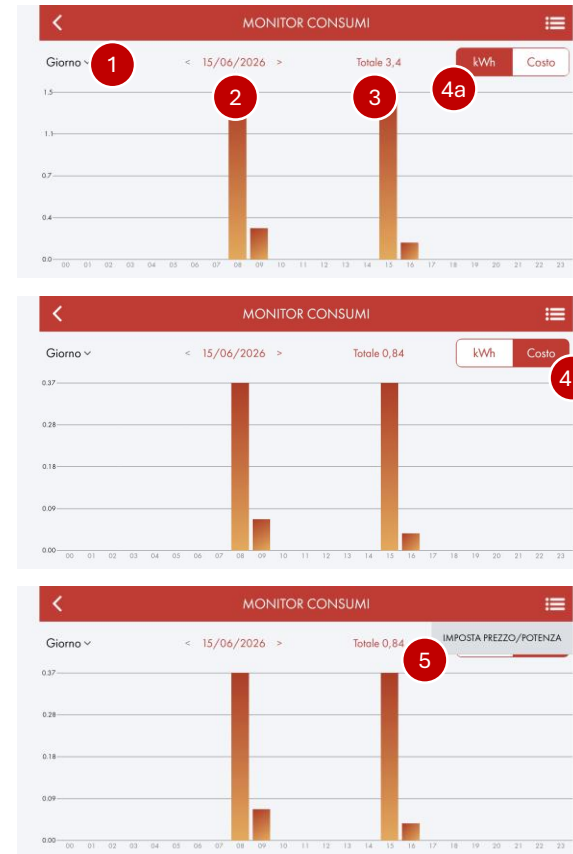 MONITOR CONSUMI
Giorno 1 < 15/06/2026 > Totale 3,4 kWh Costo
2 3 4a
1.5
1.1
0.7
0.4
0.0
00 01 02 03 04 05 06 07 08 09 10 11 12 13 14 15 16 17 18 19 20 21 22 23
MONITOR CONSUMI
Giorno < 15/06/2026 > Totale 0,84 kWh Costo
4
0.37
0.28
0.18
0.09
0.00
00 01 02 03 04 05 06 07 08 09 10 11 12 13 14 15 16 17 18 19 20 21 22 23
MONITOR CONSUMI
Giorno < 15/06/2026 > Totale 0,84 IMPOSTA PREZZO/POTENZA
5
0.37
0.28
0.18
0.09
0.00
00 01 02 03 04 05 06 07 08 09 10 11 12 13 14 15 16 17 18 19 20 21 22 23